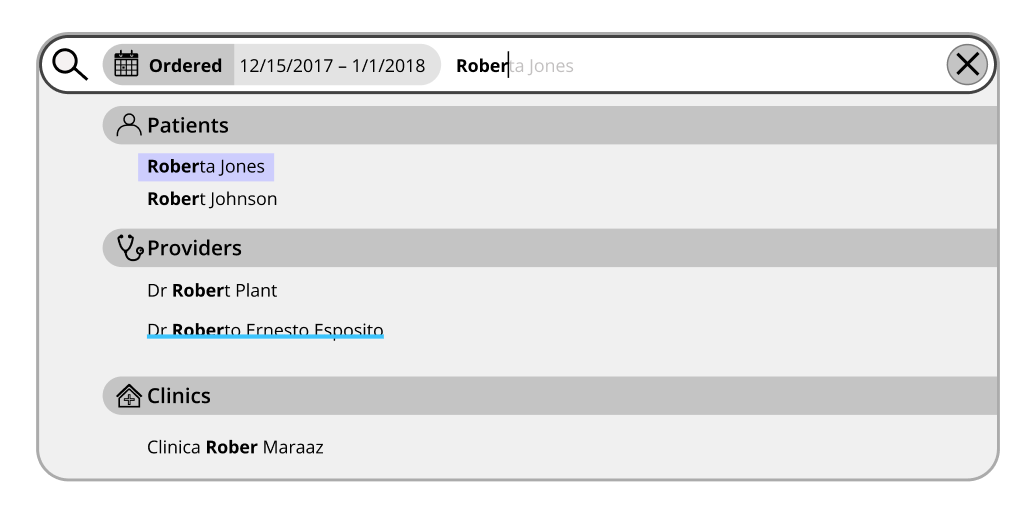 Ordered 12/15/2017 – 1/1/2018 Roberta Jones
Patients
Roberta Jones
Robert Johnson
Providers
Dr Robert Plant
Dr Roberto Ernesto Esposito
Clinics
Clinica Rober Maraaz